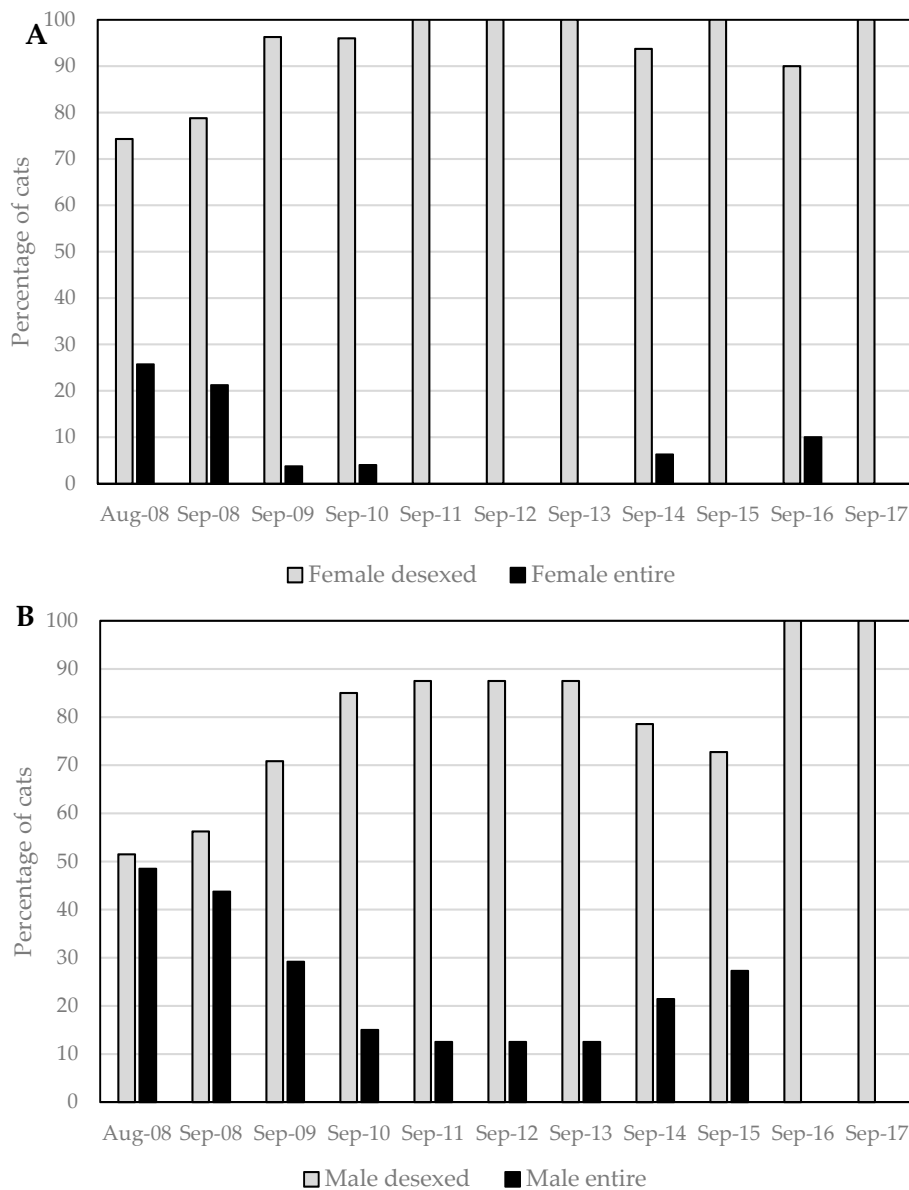 A
Percentage of cats
100
90
80
70
60
50
40
30
20
10
0
Aug-08 Sep-08 Sep-09 Sep-10 Sep-11 Sep-12 Sep-13 Sep-14 Sep-15 Sep-16 Sep-17
Female desexed Female entire
B
Percentage of cats
100
90
80
70
60
50
40
30
20
10
0
Aug-08 Sep-08 Sep-09 Sep-10 Sep-11 Sep-12 Sep-13 Sep-14 Sep-15 Sep-16 Sep-17
Male desexed Male entire